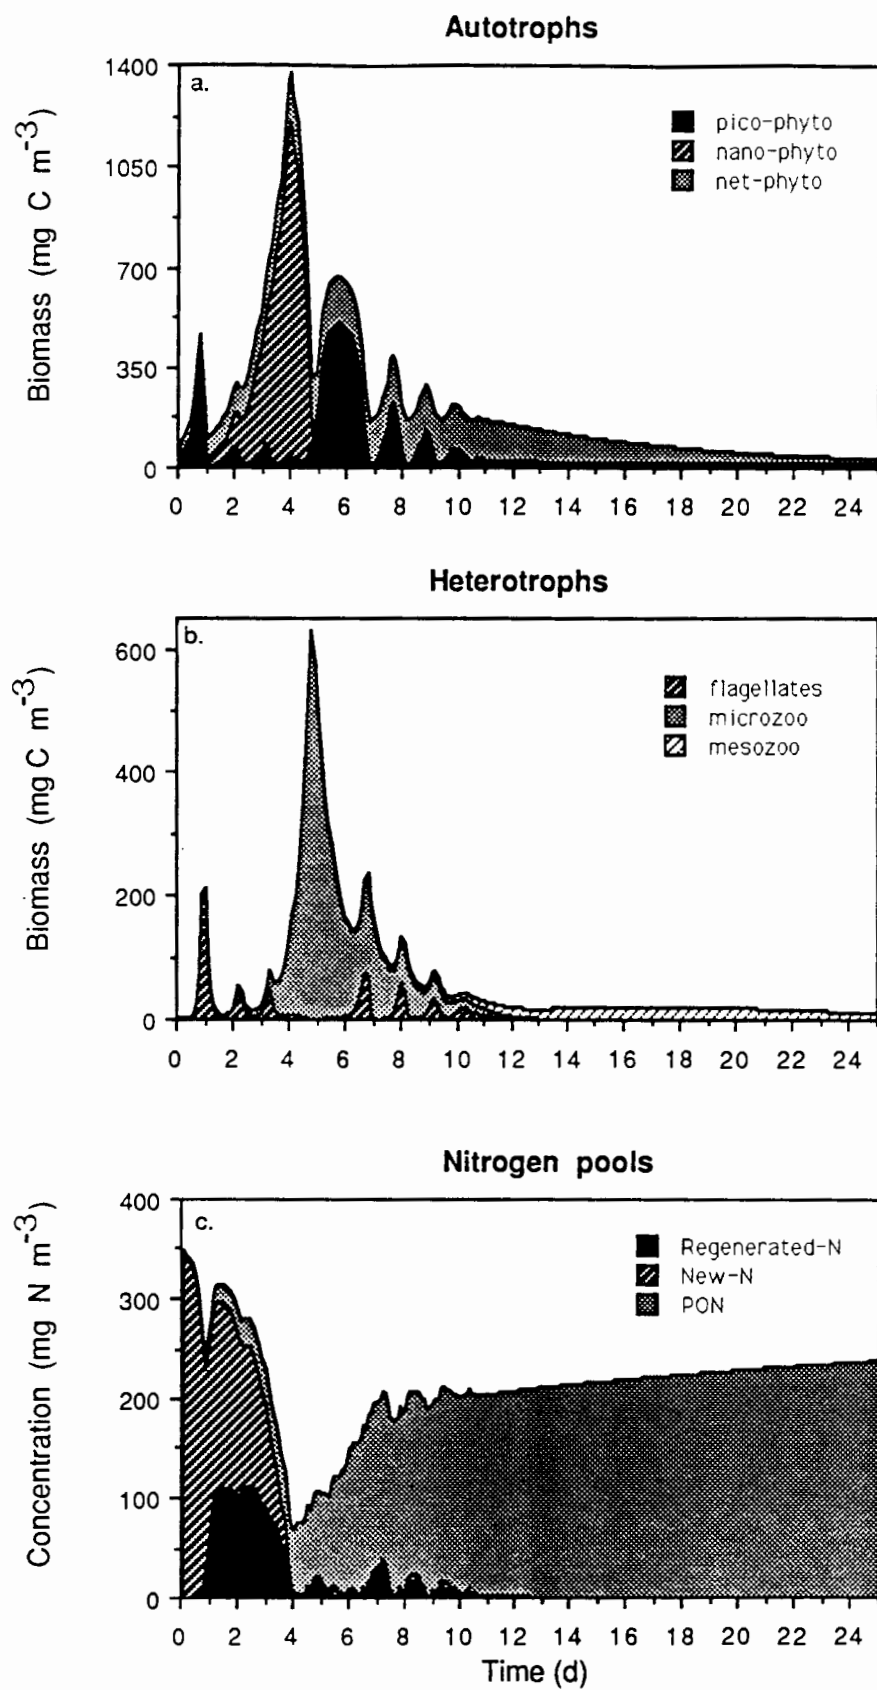 Autotrophs
a.
1400
1050
700
350
0
Biomass (mg C m-3)
pico-phyto
nano-phyto
net-phyto
0 2 4 6 8 10 12 14 16 18 20 22 24
Heterotrophs
b.
600
400
200
0
Biomass (mg C m-3)
flagellates
microzoo
mesozoo
0 2 4 6 8 10 12 14 16 18 20 22 24
Nitrogen pools
c.
400
300
200
100
0
Concentration (mg N m-3)
Regenerated-N
New-N
PON
0 2 4 6 8 10 12 14 16 18 20 22 24
Time (d)